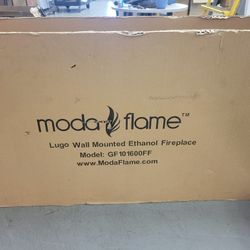 moda flame™
Lugo Wall Mounted Ethanol Fireplace
Model: GF101600FF
www.ModaFlame.com